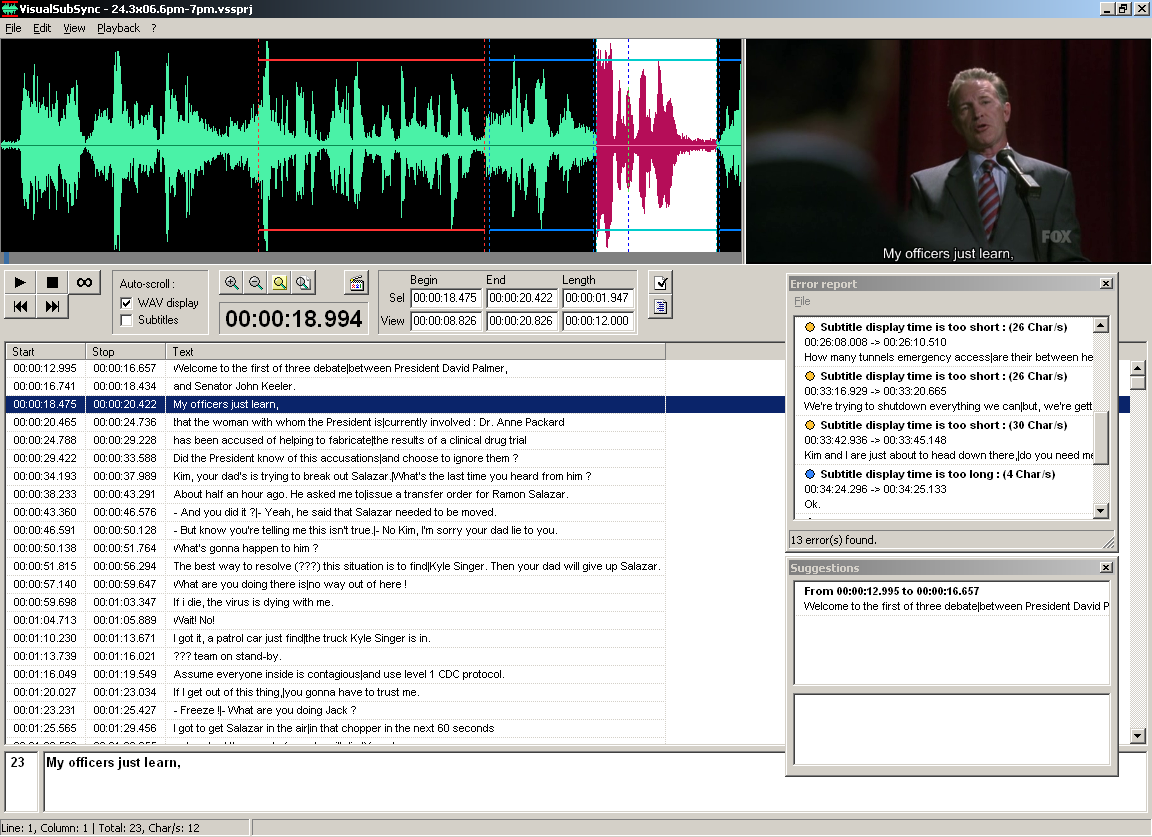 VisualSubSync - 24.3x06.6pm-7pm.vssprj
File Edit View Playback ?
FOX
My officers just learn,
Auto-scroll :
WAV display
Subtitles
00:00:18.994
Begin End Length
Sel 00:00:18.475 00:00:20.422 00:00:01.947
View 00:00:08.826 00:00:20.826 00:00:12.000
Error report
File
Subtitle display time is too short : (26 Char/s)
00:26:08.008 -> 00:26:10.510
How many tunnels emergency access|are their between he
Subtitle display time is too short : (26 Char/s)
00:33:16.929 -> 00:33:20.665
We're trying to shutdown everything we can|but, we're gett
Subtitle display time is too short : (30 Char/s)
00:33:42.936 -> 00:33:45.148
Kim and I are just about to head down there,|do you need me
Subtitle display time is too long : (4 Char/s)
00:34:24.296 -> 00:34:25.133
Ok.
13 error(s) found.
Suggestions
From 00:00:12.995 to 00:00:16.657
Welcome to the first of three debate|between President David P
Start Stop Text
00:00:12.995 00:00:16.657 Welcome to the first of three debate|between President David Palmer,
00:00:16.741 00:00:18.434 and Senator John Keeler.
00:00:18.475 00:00:20.422 My officers just learn,
00:00:20.465 00:00:24.736 that the woman with whom the President is|currently involved : Dr. Anne Packard
00:00:24.788 00:00:29.228 has been accused of helping to fabricate|the results of a clinical drug trial
00:00:29.422 00:00:33.588 Did the President know of this accusations|and choose to ignore them ?
00:00:34.193 00:00:37.989 Kim, your dad's is trying to break out Salazar.|What's the last time you heard from him ?
00:00:38.233 00:00:43.291 About half an hour ago. He asked me to|issue a transfer order for Ramon Salazar.
00:00:43.360 00:00:46.576 - And you did it ?|- Yeah, he said that Salazar needed to be moved.
00:00:46.591 00:00:50.128 - But know you're telling me this isn't true.|- No Kim, I'm sorry your dad lie to you.
00:00:50.138 00:00:51.764 What's gonna happen to him ?
00:00:51.815 00:00:56.294 The best way to resolve (???) this situation is to find|Kyle Singer. Then your dad will give up Salazar.
00:00:57.140 00:00:59.647 What are you doing there is|no way out of here !
00:00:59.698 00:01:03.347 If i die, the virus is dying with me.
00:01:04.713 00:01:05.889 Wait! No!
00:01:10.230 00:01:13.671 I got it, a patrol car just find|the truck Kyle Singer is in.
00:01:13.739 00:01:16.021 ??? team on stand-by.
00:01:16.049 00:01:19.549 Assume everyone inside is contagious|and use level 1 CDC protocol.
00:01:20.027 00:01:23.034 If I get out of this thing,|you gonna have to trust me.
00:01:23.231 00:01:25.427 - Freeze !|- What are you doing Jack ?
00:01:25.565 00:01:29.456 I got to get Salazar in the air|in that chopper in the next 60 seconds
23 My officers just learn,
Line: 1, Column: 1 | Total: 23, Char/s: 12